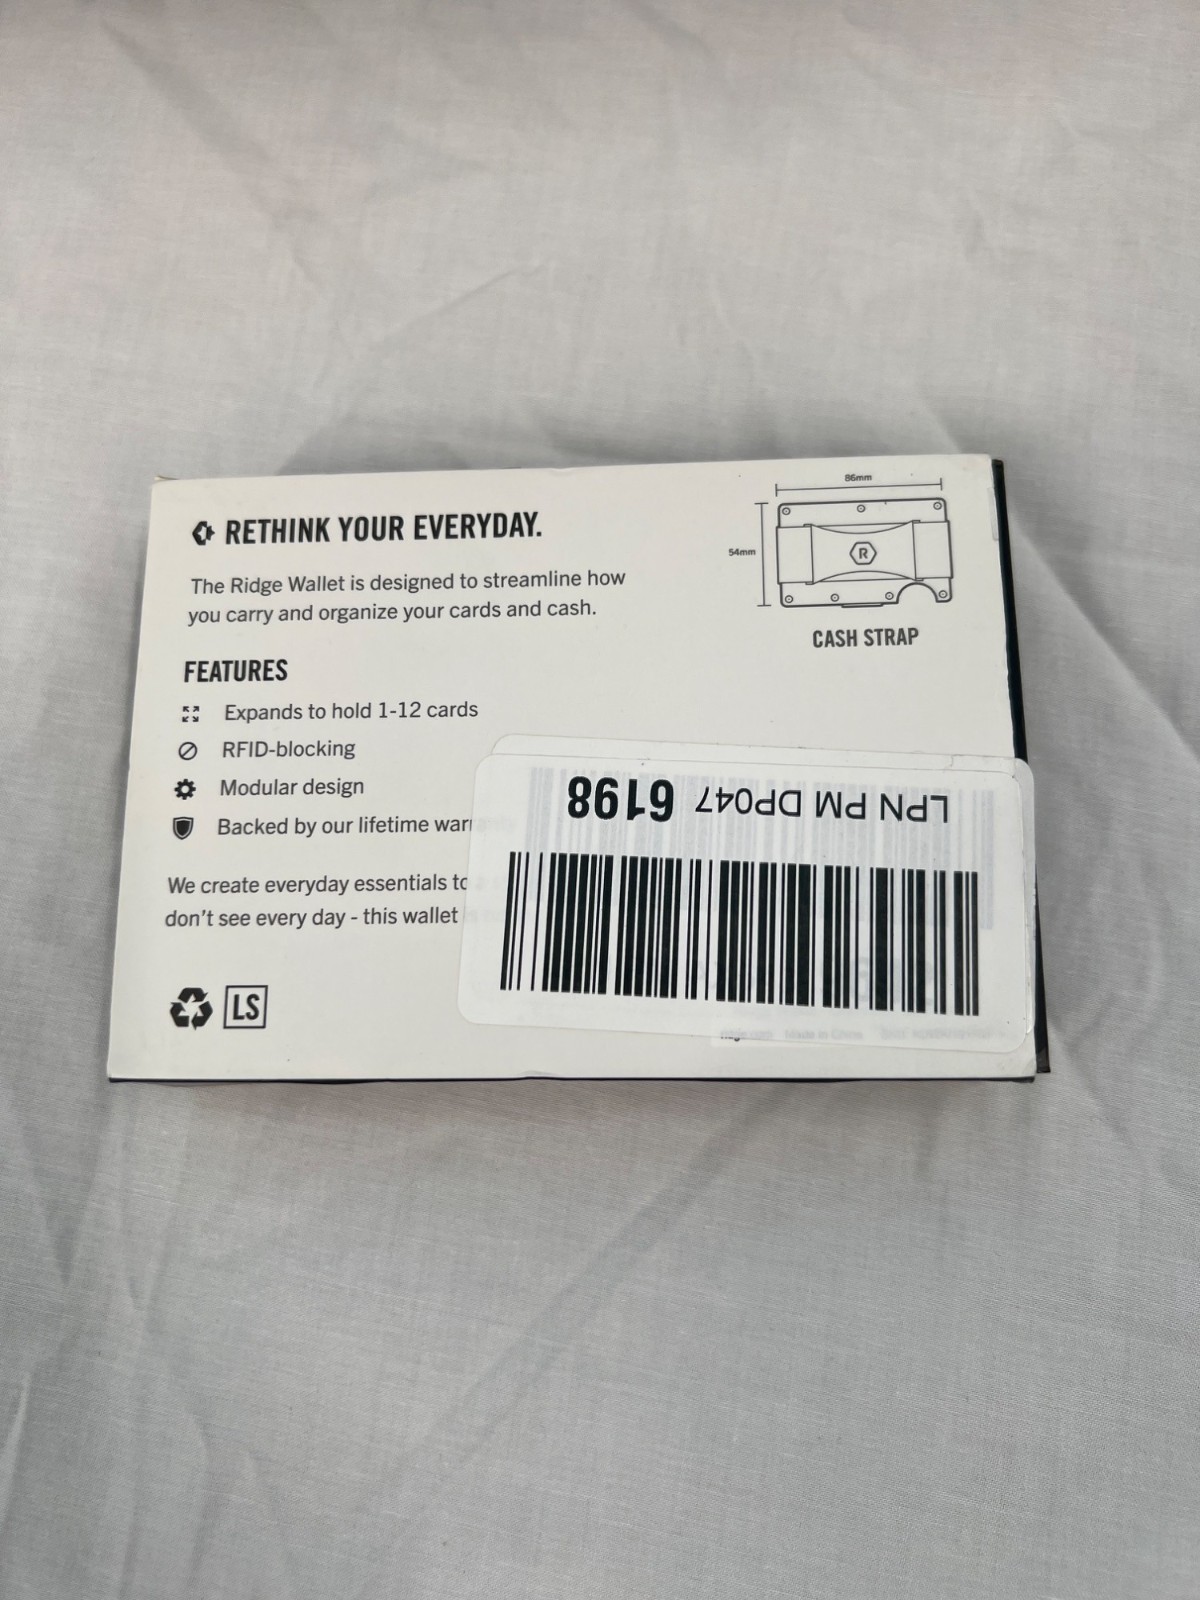 RETHINK YOUR EVERYDAY.
The Ridge Wallet is designed to streamline how
you carry and organize your cards and cash.
86mm
54mm
R
CASH STRAP
FEATURES
Expands to hold 1-12 cards
RFID-blocking
Modular design
Backed by our lifetime warranty
We create everyday essentials to
don't see every day - this wallet
LS
LPN PM DP047 6198
Made in China